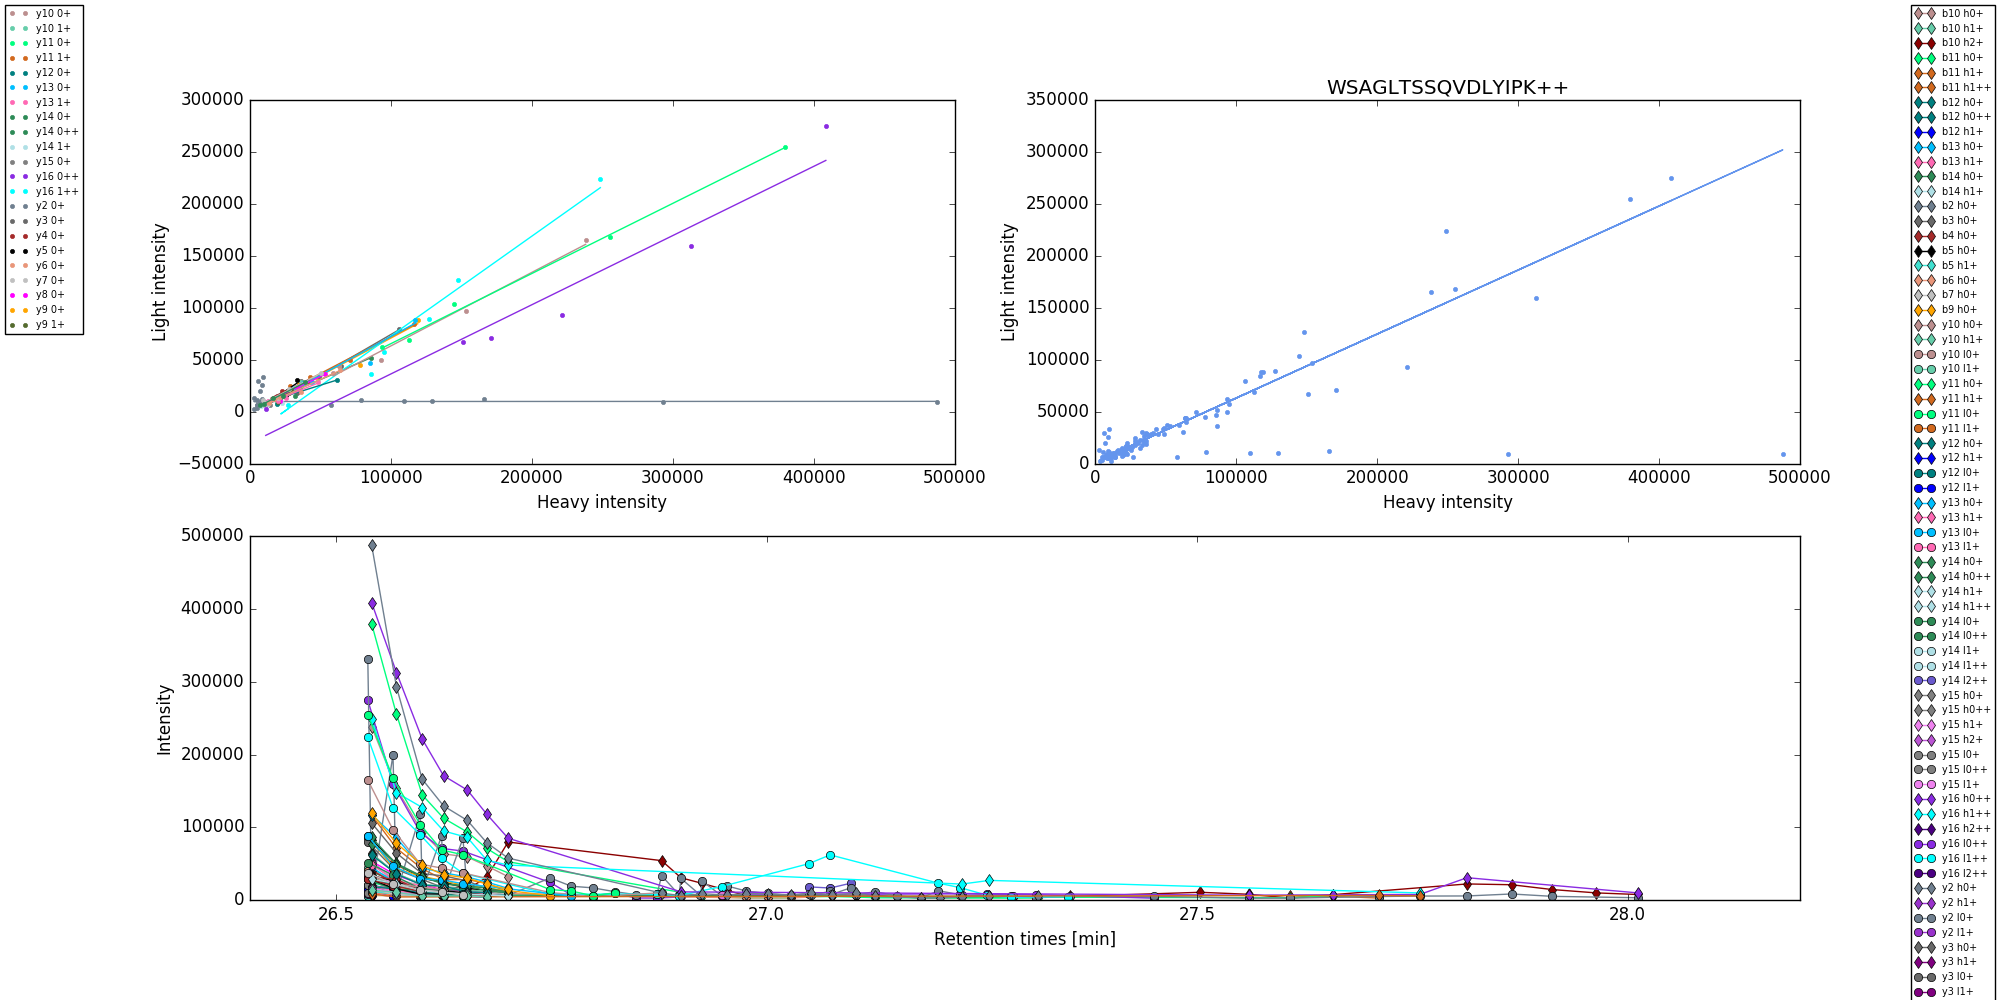 y10 0+
y10 1+
y11 0+
y11 1+
y12 0+
y13 0+
y13 1+
y14 0+
y14 0++
y14 1+
y15 0+
y16 0++
y16 1++
y2 0+
y3 0+
y4 0+
y5 0+
y6 0+
y7 0+
y8 0+
y9 0+
y9 1+
300000
250000
200000
150000
100000
50000
0
−50000
Light intensity
0 100000 200000 300000 400000 500000
Heavy intensity
WSAGLTSSQVDLYIPK++
350000
300000
250000
200000
150000
100000
50000
0
Light intensity
0 100000 200000 300000 400000 500000
Heavy intensity
500000
400000
300000
200000
100000
0
Intensity
26.5 27.0 27.5 28.0
Retention times [min]
b10 h0+
b10 h1+
b10 h2+
b11 h0+
b11 h1+
b11 h1++
b12 h0+
b12 h0++
b12 h1+
b13 h0+
b13 h1+
b14 h0+
b14 h1+
b2 h0+
b3 h0+
b4 h0+
b5 h0+
b5 h1+
b6 h0+
b7 h0+
b9 h0+
y10 h0+
y10 h1+
y10 l0+
y10 l1+
y11 h0+
y11 h1+
y11 l0+
y11 l1+
y12 h0+
y12 h1+
y12 l0+
y12 l1+
y13 h0+
y13 h1+
y13 l0+
y13 l1+
y14 h0+
y14 h0++
y14 h1+
y14 h1++
y14 l0+
y14 l0++
y14 l1+
y14 l1++
y14 l2++
y15 h0+
y15 h0++
y15 h1+
y15 h2+
y15 l0+
y15 l0++
y15 l1+
y16 h0++
y16 h1++
y16 h2++
y16 l0++
y16 l1++
y16 l2++
y2 h0+
y2 h1+
y2 l0+
y2 l1+
y3 h0+
y3 h1+
y3 l0+
y3 l1+